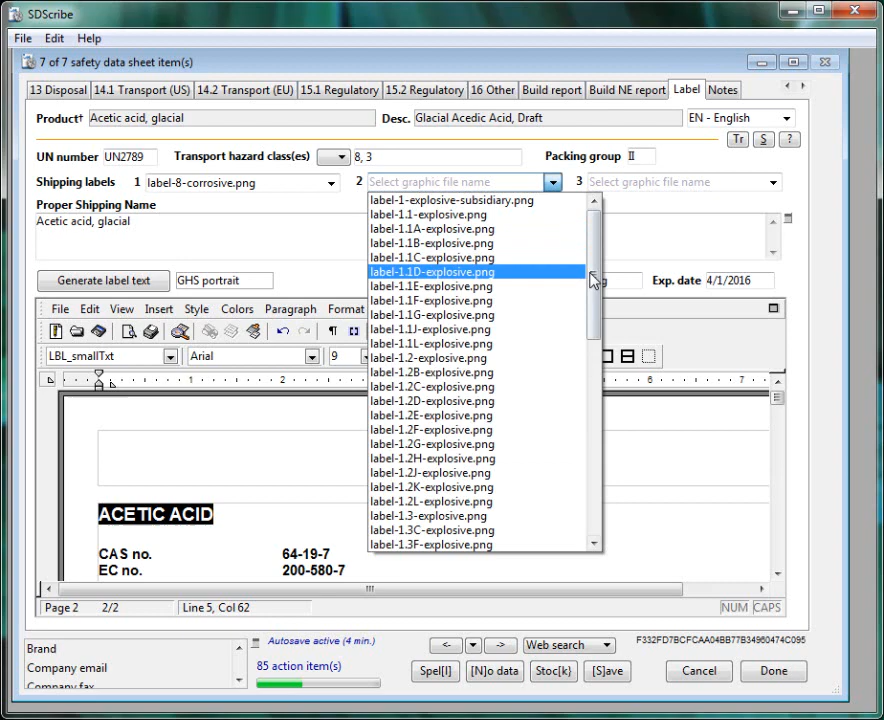 SDScribe
File Edit Help
7 of 7 safety data sheet item(s)
13 Disposal 14.1 Transport (US) 14.2 Transport (EU) 15.1 Regulatory 15.2 Regulatory 16 Other Build report Build NE report Label Notes
Product† Acetic acid, glacial Desc. Glacial Acedic Acid, Draft EN - English
Tr S ?
UN number UN2789 Transport hazard class(es) 8, 3 Packing group II
Shipping labels 1 label-8-corrosive.png 2 Select graphic file name 3 Select graphic file name
Proper Shipping Name
Acetic acid, glacial
label-1-explosive-subsidiary.png
label-1.1-explosive.png
label-1.1A-explosive.png
label-1.1B-explosive.png
label-1.1C-explosive.png
label-1.1D-explosive.png
label-1.1E-explosive.png
label-1.1F-explosive.png
label-1.1G-explosive.png
label-1.1J-explosive.png
label-1.1L-explosive.png
label-1.2-explosive.png
label-1.2B-explosive.png
label-1.2C-explosive.png
label-1.2D-explosive.png
label-1.2E-explosive.png
label-1.2F-explosive.png
label-1.2G-explosive.png
label-1.2H-explosive.png
label-1.2J-explosive.png
label-1.2K-explosive.png
label-1.2L-explosive.png
label-1.3-explosive.png
label-1.3C-explosive.png
label-1.3F-explosive.png
Generate label text GHS portrait Exp. date 4/1/2016
File Edit View Insert Style Colors Paragraph Format
LBL_smallTxt Arial 9
1 2 6 7
ACETIC ACID
CAS no. 64-19-7
EC no. 200-580-7
Page 2 2/2 Line 5, Col 62 NUM CAPS
Brand
Company email
Company fax
Autosave active (4 min.)
85 action item(s)
<- -> Web search F332FD7BCFCAA04BB77B34960474C095
Spel[l] [N]o data Stoc[k] [S]ave Cancel Done